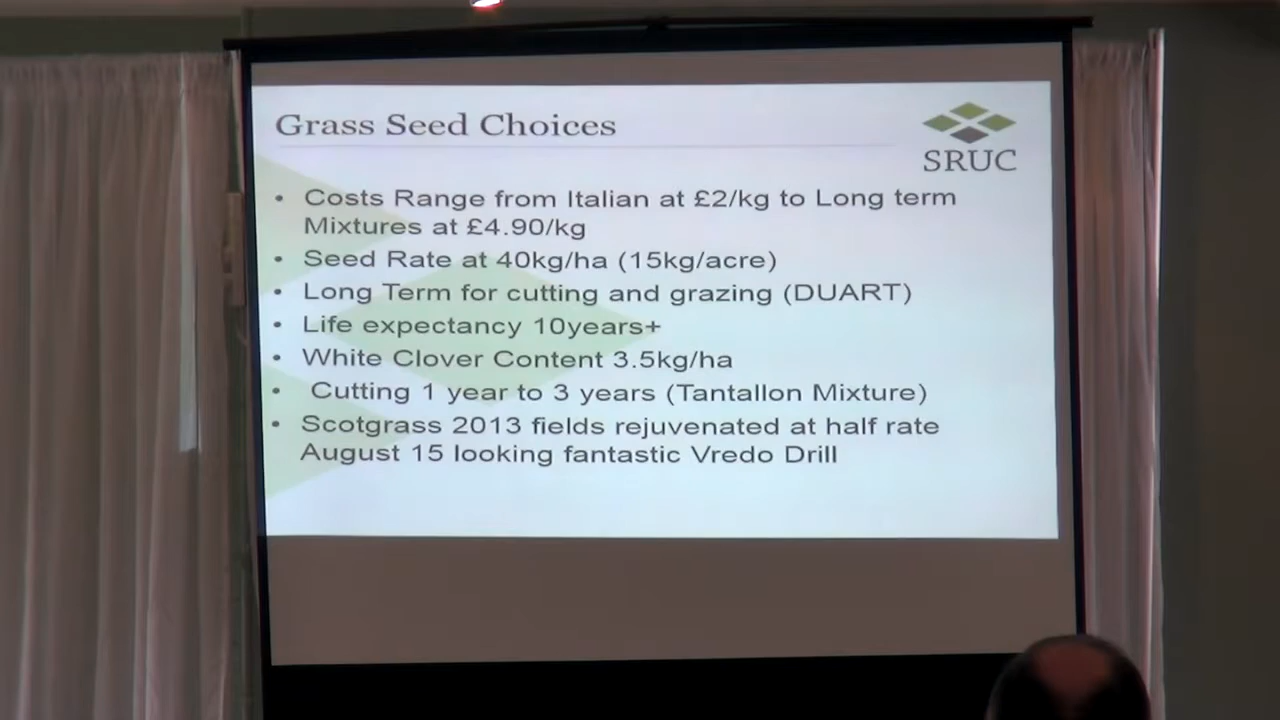 Grass Seed Choices
SRUC
• Costs Range from Italian at £2/kg to Long term
Mixtures at £4.90/kg
• Seed Rate at 40kg/ha (15kg/acre)
• Long Term for cutting and grazing (DUART)
• Life expectancy 10years+
• White Clover Content 3.5kg/ha
• Cutting 1 year to 3 years (Tantallon Mixture)
• Scotgrass 2013 fields rejuvenated at half rate
August 15 looking fantastic Vredo Drill